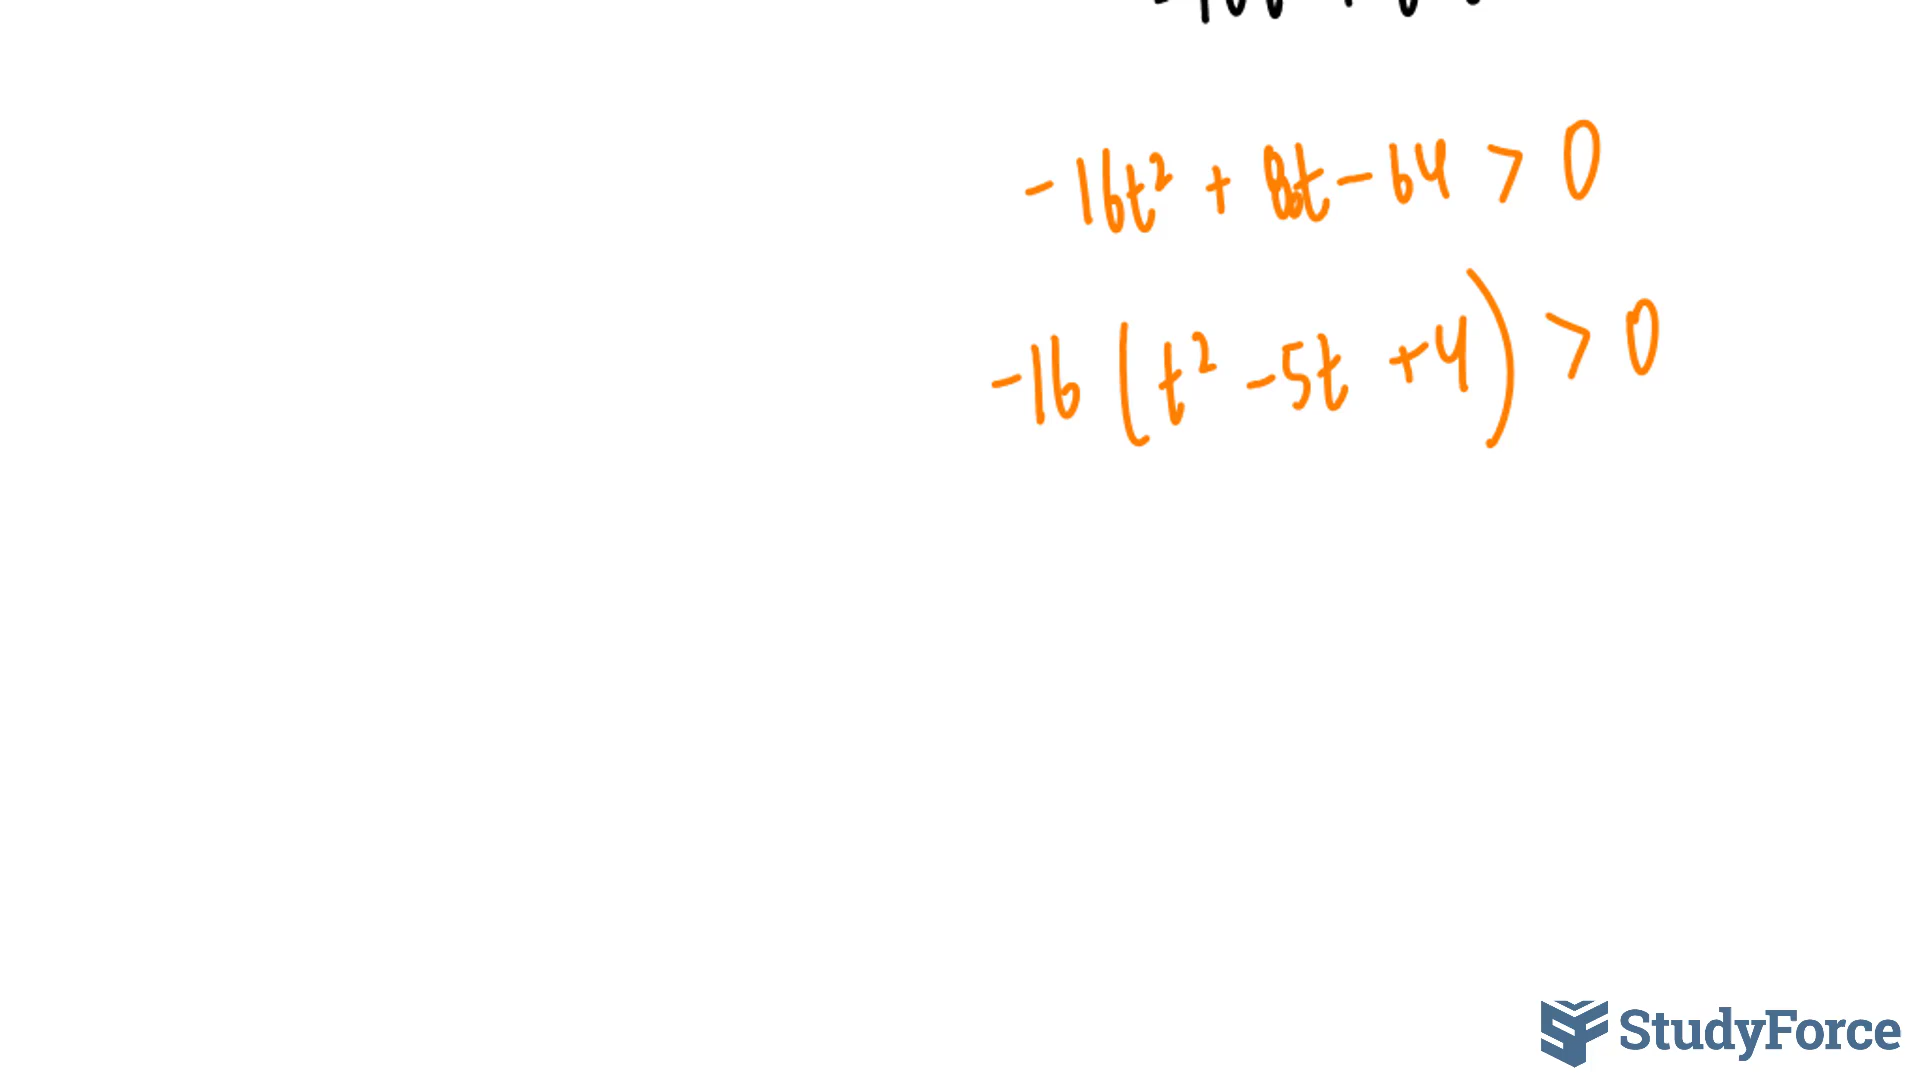 -16t² + 80t - 64 > 0
-16 (t² - 5t + 4) > 0
StudyForce